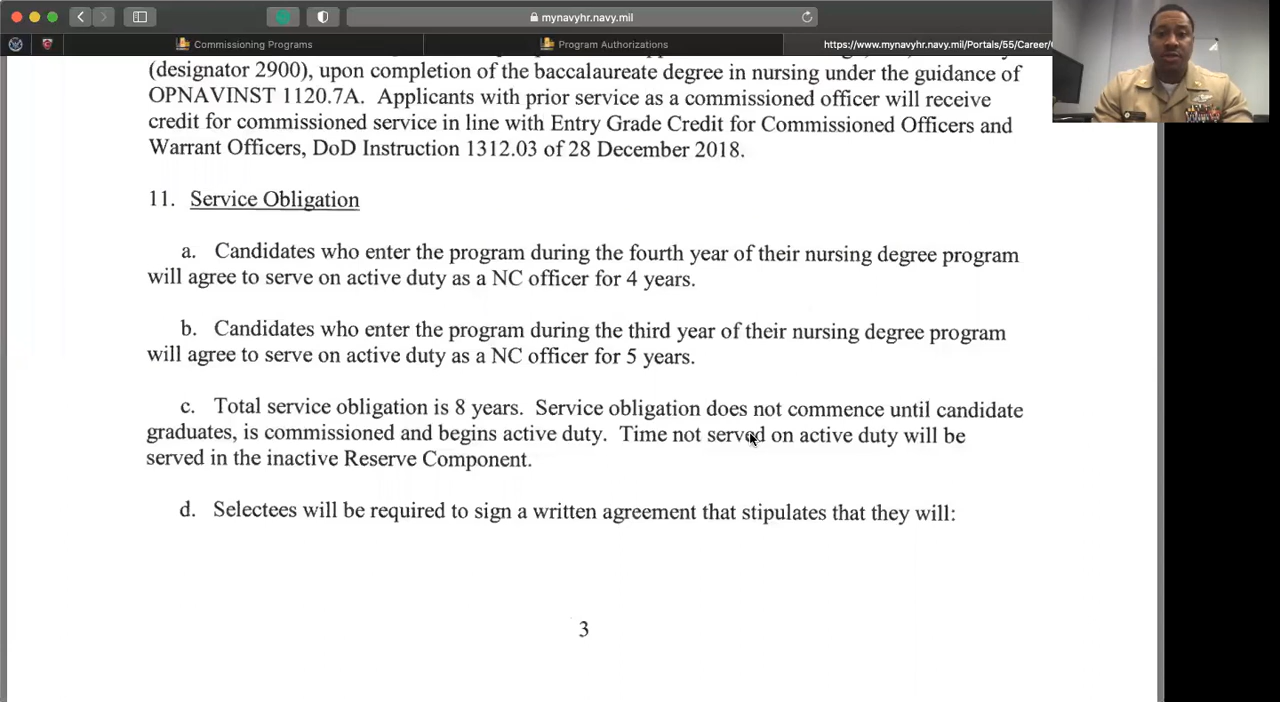 mynavyhr.navy.mil
Commissioning Programs
Program Authorizations
https://www.mynavyhr.navy.mil/Portals/55/Career/
(designator 2900), upon completion of the baccalaureate degree in nursing under the guidance of
OPNAVINST 1120.7A. Applicants with prior service as a commissioned officer will receive
credit for commissioned service in line with Entry Grade Credit for Commissioned Officers and
Warrant Officers, DoD Instruction 1312.03 of 28 December 2018.
11. Service Obligation
a. Candidates who enter the program during the fourth year of their nursing degree program
will agree to serve on active duty as a NC officer for 4 years.
b. Candidates who enter the program during the third year of their nursing degree program
will agree to serve on active duty as a NC officer for 5 years.
c. Total service obligation is 8 years. Service obligation does not commence until candidate
graduates, is commissioned and begins active duty. Time not served on active duty will be
served in the inactive Reserve Component.
d. Selectees will be required to sign a written agreement that stipulates that they will:
3